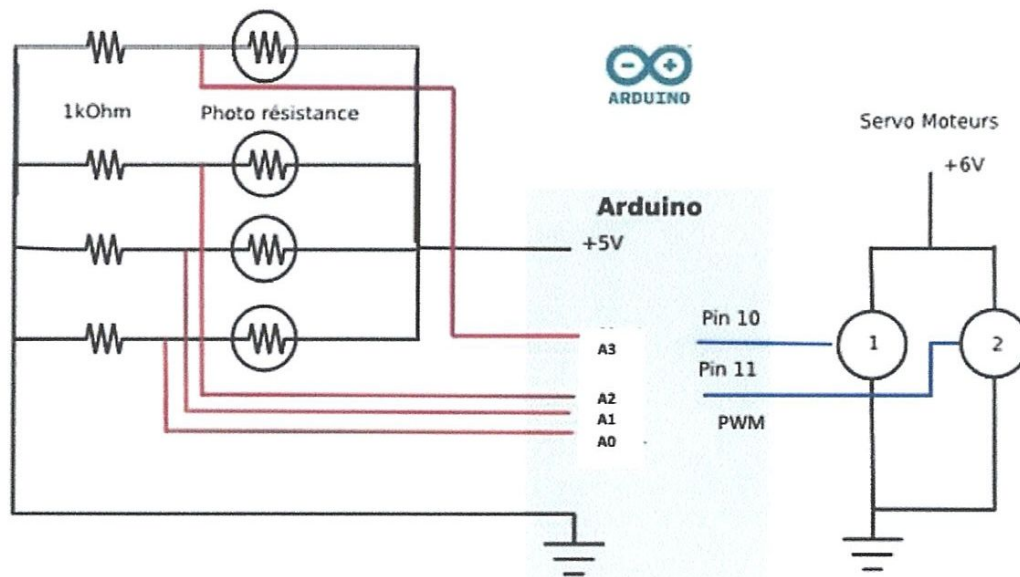 ARDUINO
1kOhm
Photo résistance
Servo Moteurs
+6V
Arduino
+5V
Pin 10
A3
1
2
Pin 11
A2
A1
PWM
A0